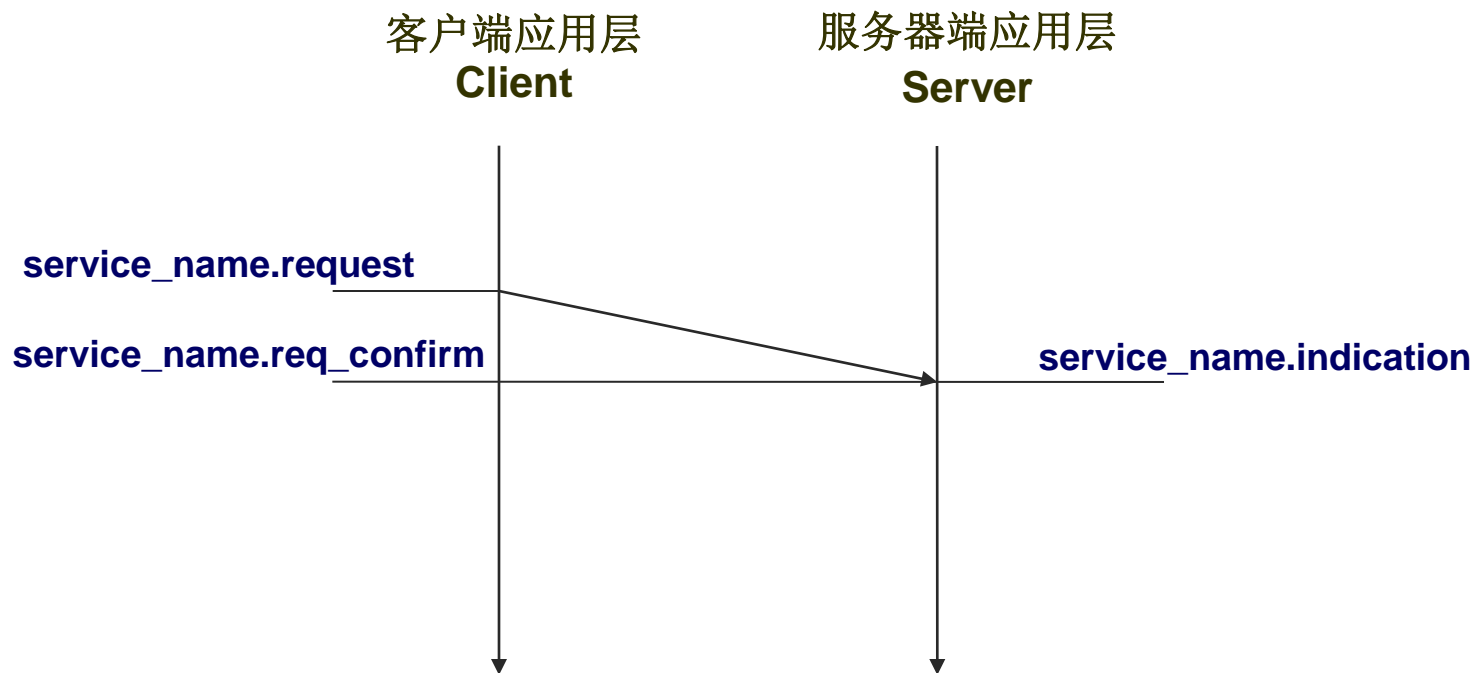 客户端应用层
Client
服务器端应用层
Server
service_name.request
service_name.req_confirm
service_name.indication